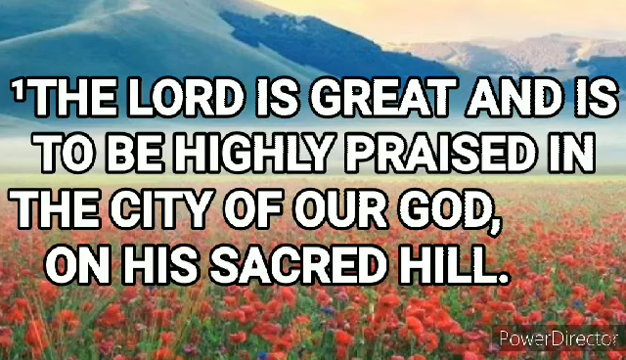 ¹THE LORD IS GREAT AND IS
TO BE HIGHLY PRAISED IN
THE CITY OF OUR GOD,
ON HIS SACRED HILL.
PowerDirector